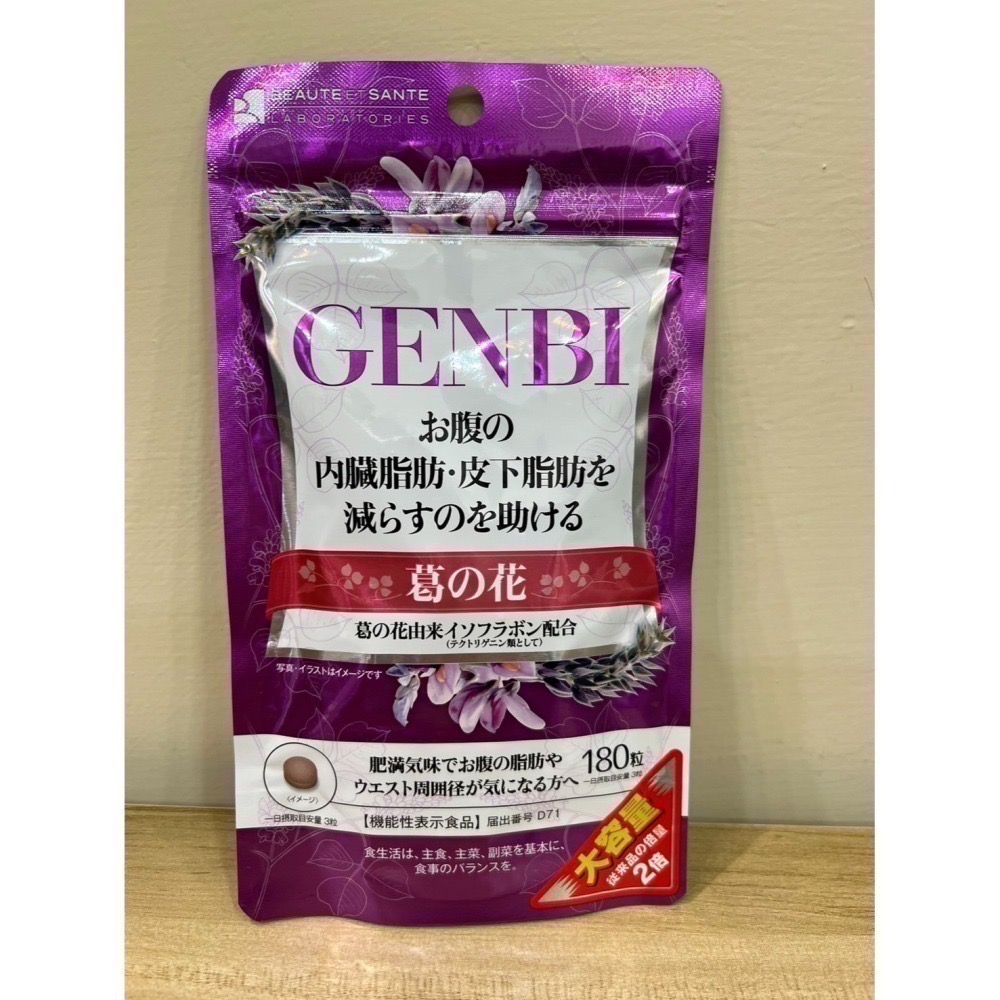 BEAUTE ET SANTE
LABORATORIES
GENBI
お腹の
内臓脂肪・皮下脂肪を
減らすのを助ける
葛の花
葛の花由来イソフラボン配合
(テクトリゲニン類として)
写真・イラストはイメージです
肥満気味でお腹の脂肪や
ウエスト周囲径が気になる方へ
180粒
一日摂取目安量 3粒
(イメージ)
一日摂取目安量 3粒
【機能性表示食品】 届出番号 D71
食生活は、主食、主菜、副菜を基本に、
食事のバランスを。
大容量
従来品の倍量
2倍